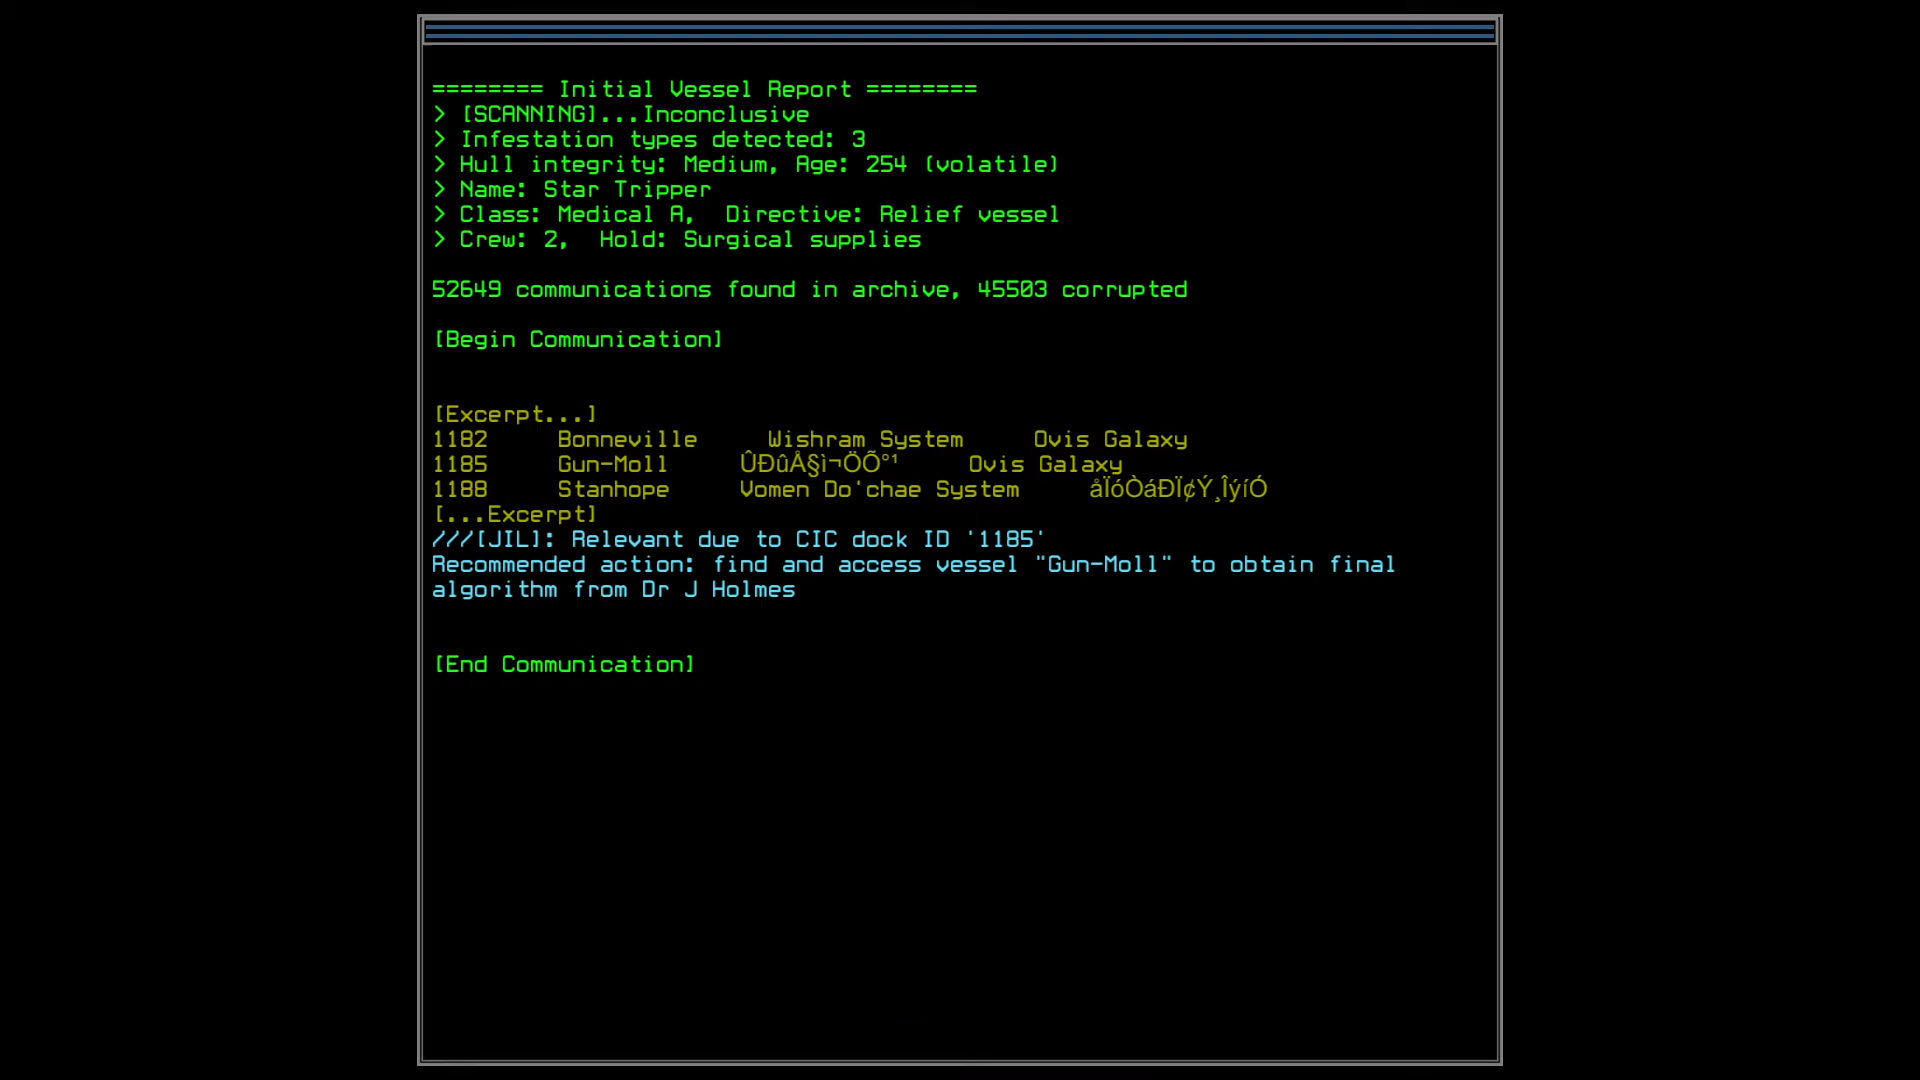 ======== Initial Vessel Report ========
> [SCANNING]...Inconclusive
> Infestation types detected: 3
> Hull integrity: Medium, Age: 254 (volatile)
> Name: Star Tripper
> Class: Medical A,  Directive: Relief vessel
> Crew: 2,  Hold: Surgical supplies
52649 communications found in archive, 45503 corrupted
[Begin Communication]
[Excerpt...]
1182     Bonneville     Wishram System     Ovis Galaxy
1185     Gun-Moll     ÛÐûÅ§ì¬ÖÕ°¹     Ovis Galaxy
1188     Stanhope     Vomen Do'chae System     åÏóÒáÐÏ¢Ý¸ÎýíÓ
[...Excerpt]
///[JIL]: Relevant due to CIC dock ID '1185'
Recommended action: find and access vessel "Gun-Moll" to obtain final
algorithm from Dr J Holmes
[End Communication]